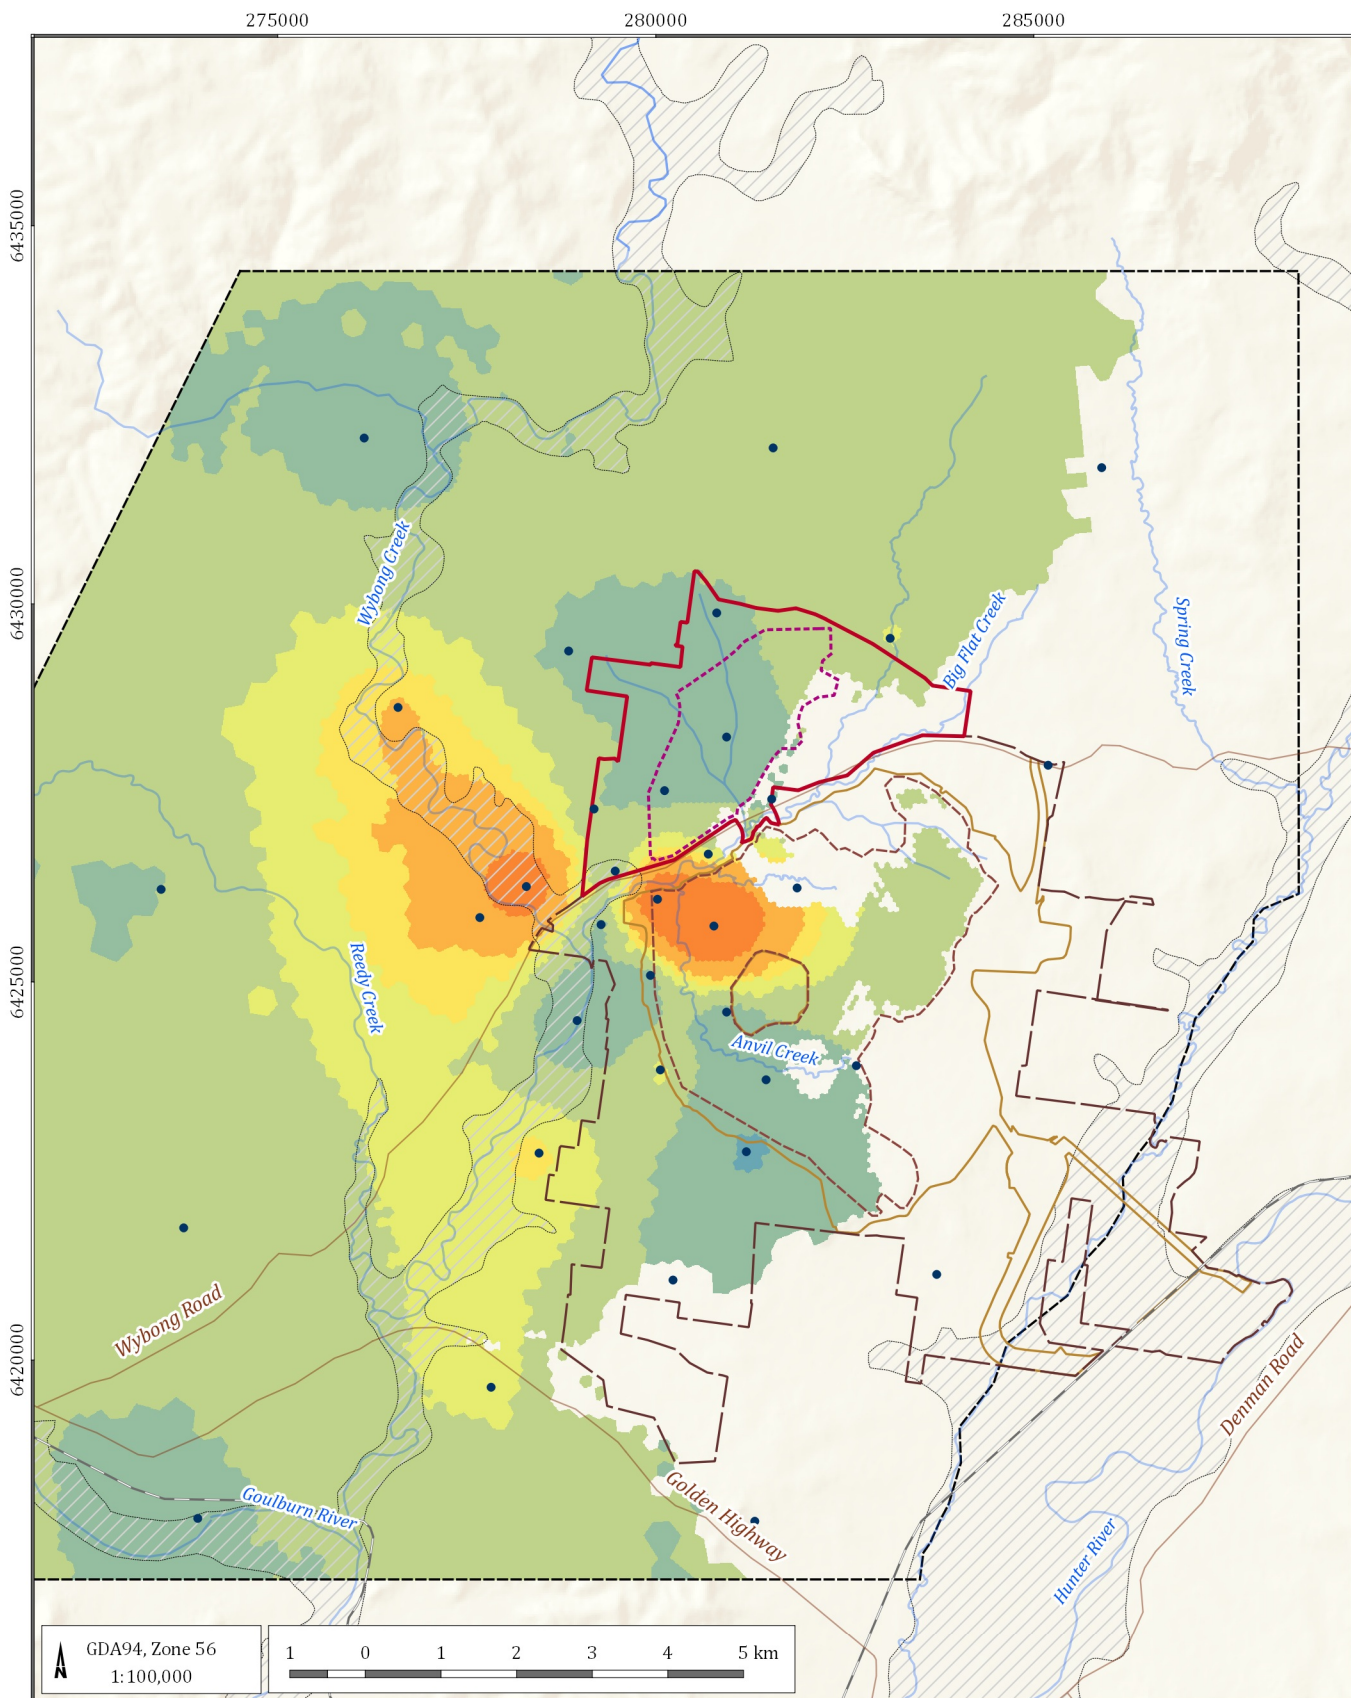 275000
280000
285000
6435000
6430000
6425000
6420000
Wybong Creek
Big Flat Creek
Spring Creek
Reedy Creek
Anvil Creek
Wybong Road
Goulburn River
Golden Highway
Denman Road
Hunter River
N
GDA94, Zone 56
1:100,000
1 0 1 2 3 4 5 km